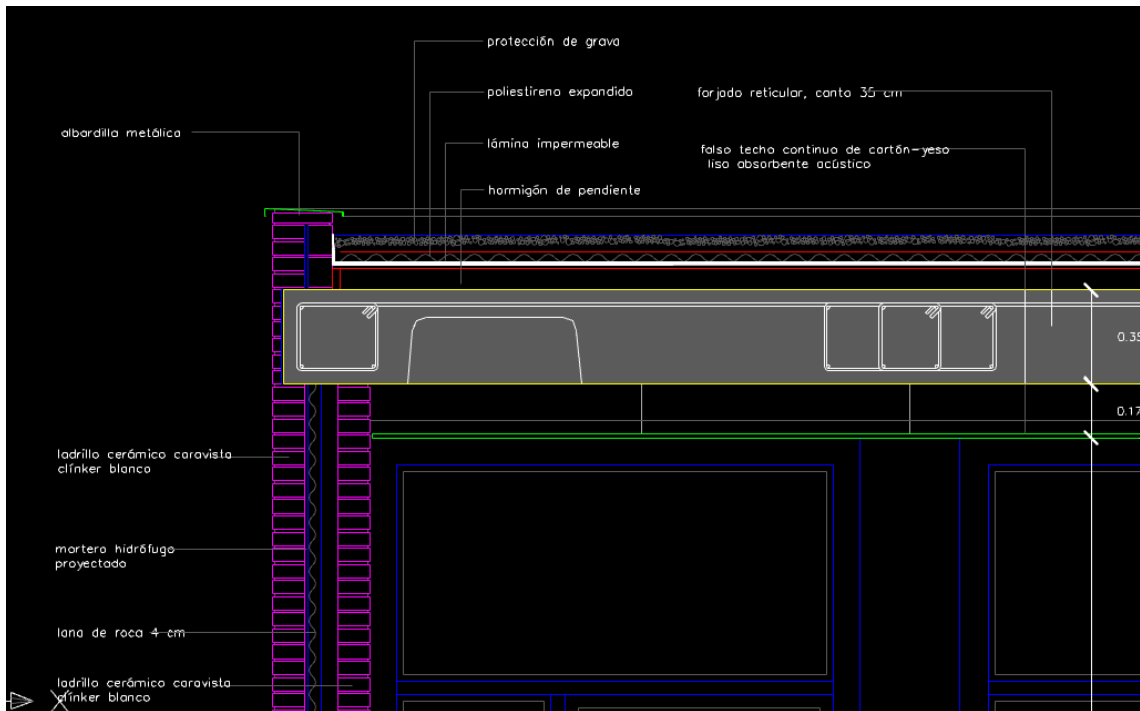 protección de grava
poliestireno expandido
forjado reticular, canto 35 cm
albardilla metálica
lámina impermeable
falso techo continuo de cartón-yeso
liso absorbente acústico
hormigón de pendiente
0.35
0.17
ladrillo cerámico caravista
clínker blanco
mortero hidrófugo
proyectado
lana de roca 4 cm
ladrillo cerámico caravista
clínker blanco
X